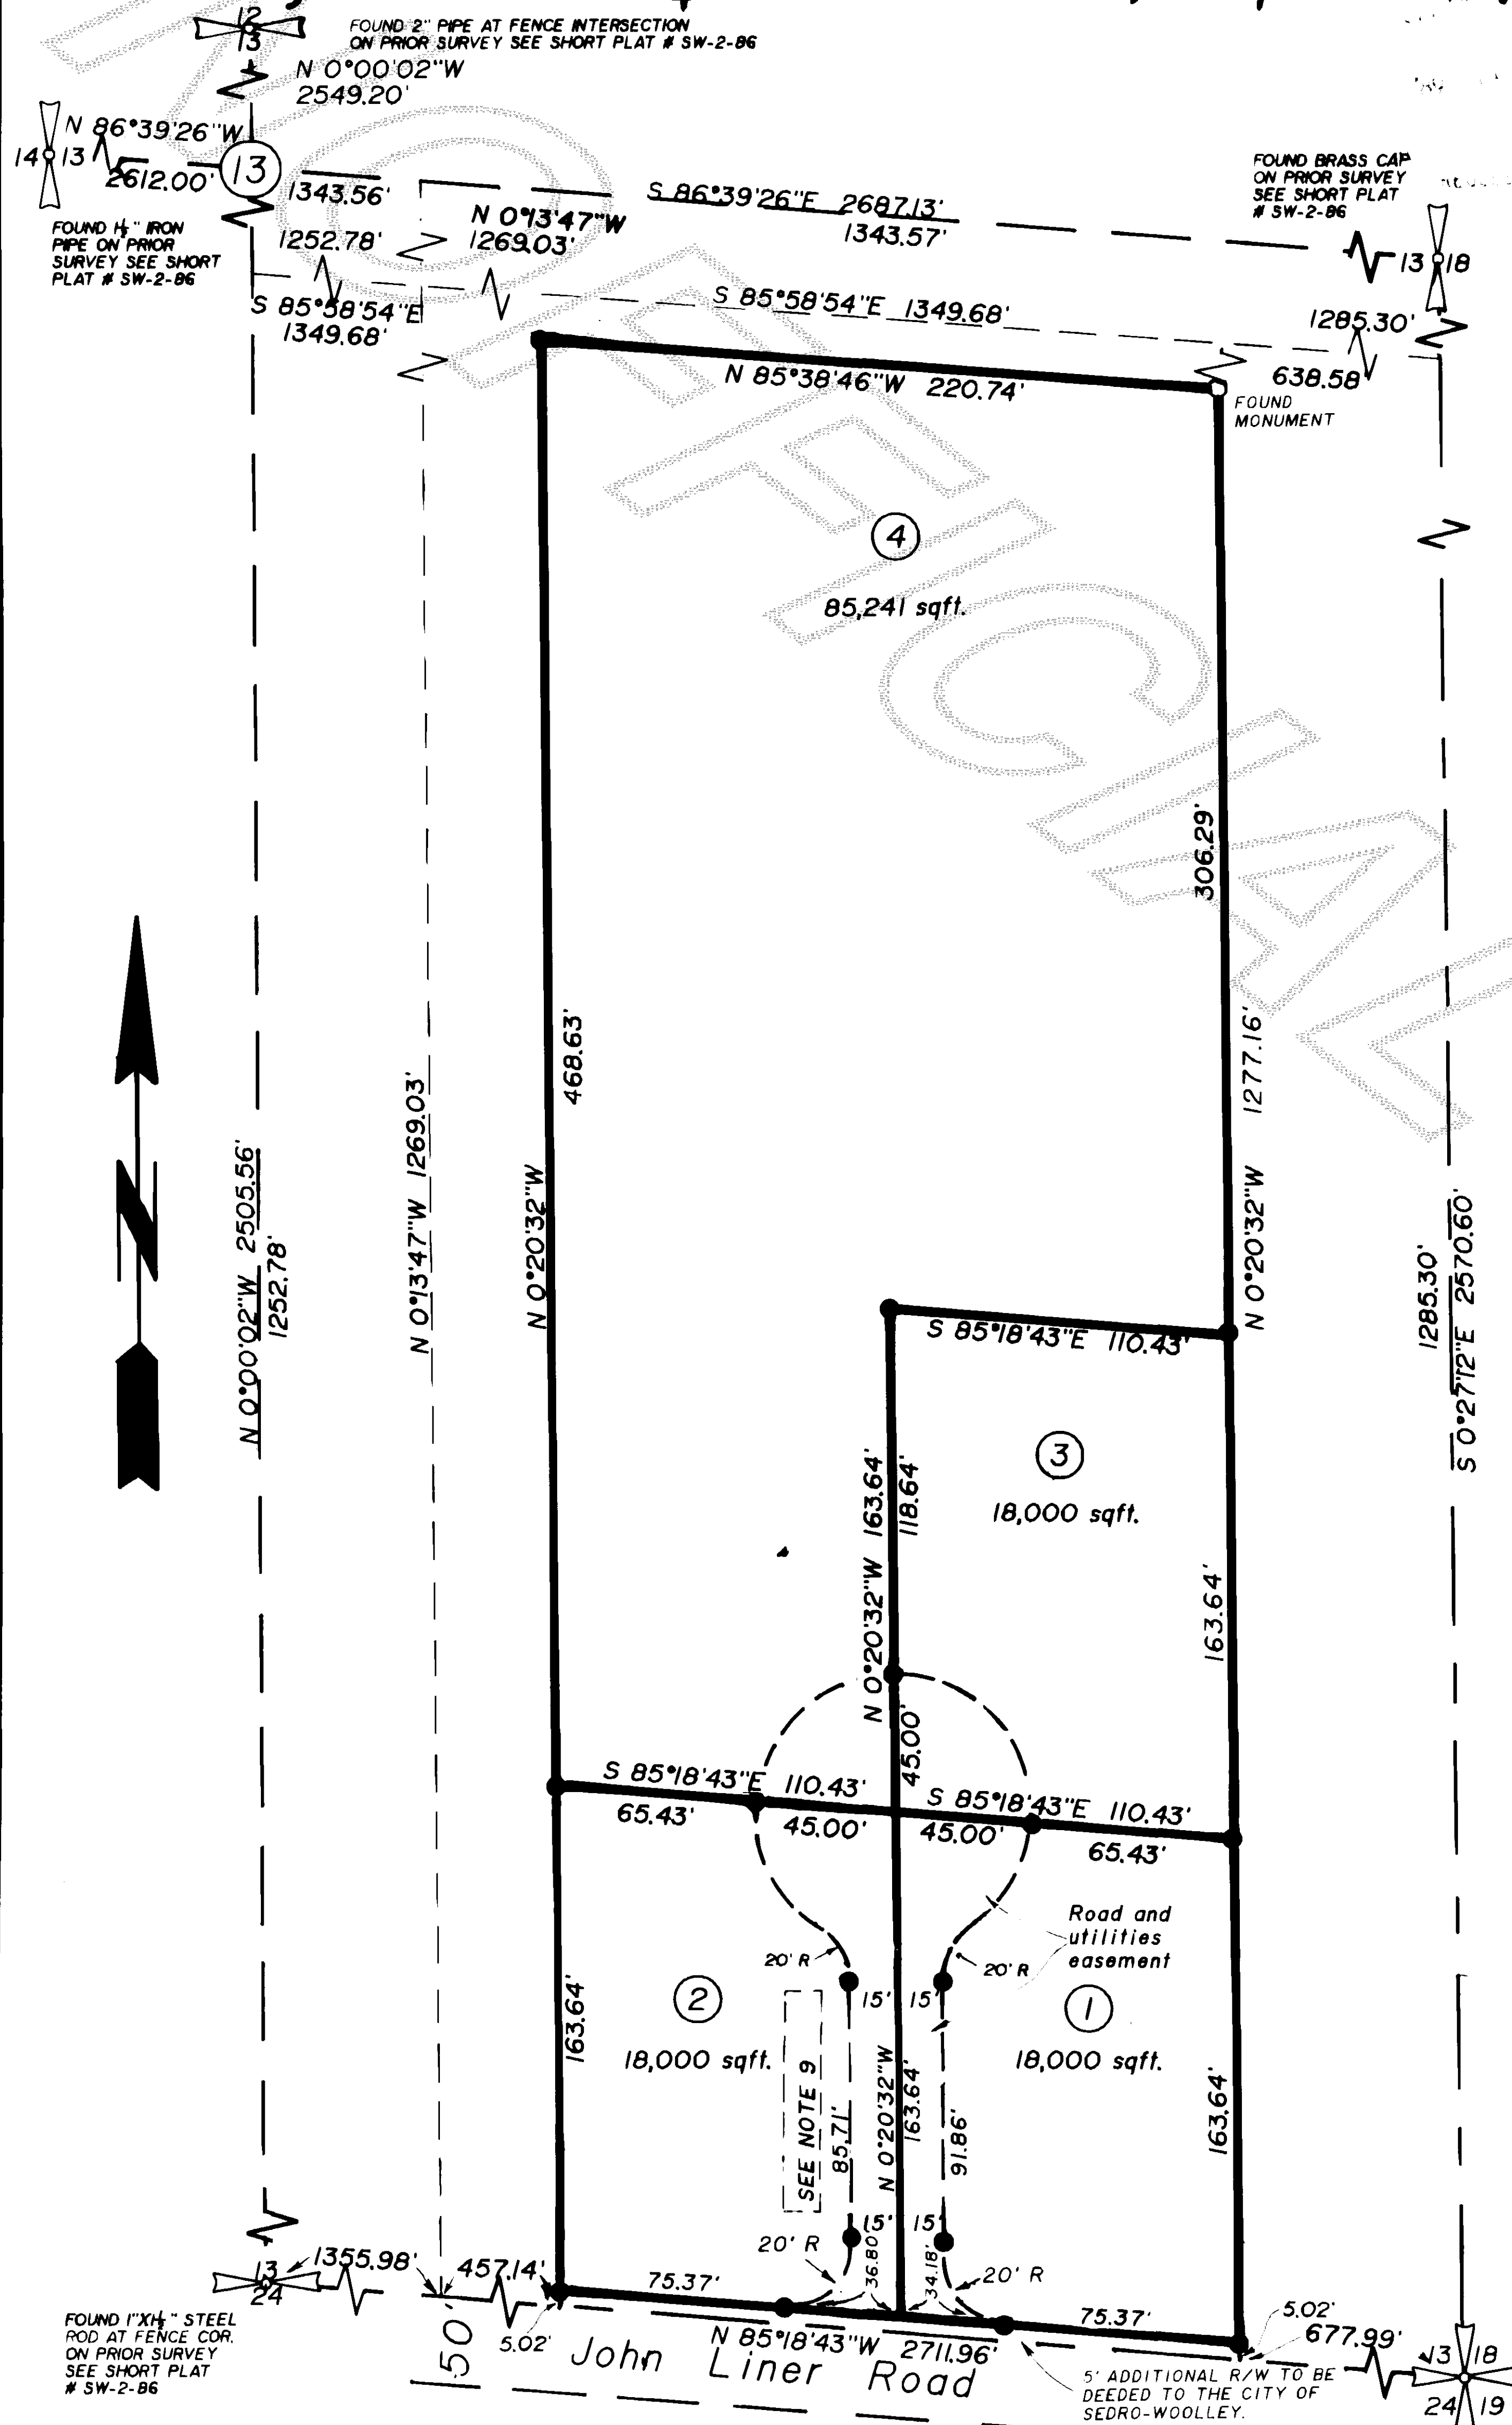 12
13
FOUND 2" PIPE AT FENCE INTERSECTION
ON PRIOR SURVEY SEE SHORT PLAT # SW-2-86
N 0°00'02"W
2549.20'
N 86°39'26"W
14 13
2612.00'
13
1343.56'
S 86°39'26"E 2687.13'
1343.57'
FOUND BRASS CAP
ON PRIOR SURVEY
SEE SHORT PLAT
# SW-2-86
13 18
FOUND 1½" IRON
PIPE ON PRIOR
SURVEY SEE SHORT
PLAT # SW-2-86
1252.78'
N 0°13'47"W
1269.03'
S 85°58'54"E
1349.68'
S 85°58'54"E 1349.68'
1285.30'
638.58'
N 85°38'46"W 220.74'
FOUND
MONUMENT
4
85,241 sqft.
306.29'
468.63'
1277.16'
N 0°20'32"W
N 0°20'32"W
N 0°00'02"W 2505.56'
1252.78'
N 0°13'47"W 1269.03'
1285.30'
S 0°27'12"E 2570.60'
N
S 85°18'43"E 110.43'
3
18,000 sqft.
N 0°20'32"W 163.64'
118.64'
163.64'
45.00'
S 85°18'43"E 110.43'
65.43'
45.00'
S 85°18'43"E 110.43'
45.00'
65.43'
Road and
utilities
easement
20' R
20' R
15' 15'
2
18,000 sqft.
1
18,000 sqft.
163.64'
SEE NOTE 9
85.71'
N 0°20'32"W
163.64'
91.86'
163.64'
15' 15'
20' R
36.80'
34.18'
20' R
13
24
1355.98'
457.14'
75.37'
75.37'
5.02'
677.99'
5.02'
N 85°18'43"W 2711.96'
50'
John Liner Road
FOUND 1"X1½" STEEL
ROD AT FENCE COR.
ON PRIOR SURVEY
SEE SHORT PLAT
# SW-2-86
5' ADDITIONAL R/W TO BE
DEEDED TO THE CITY OF
SEDRO-WOOLLEY.
13 18
24 19